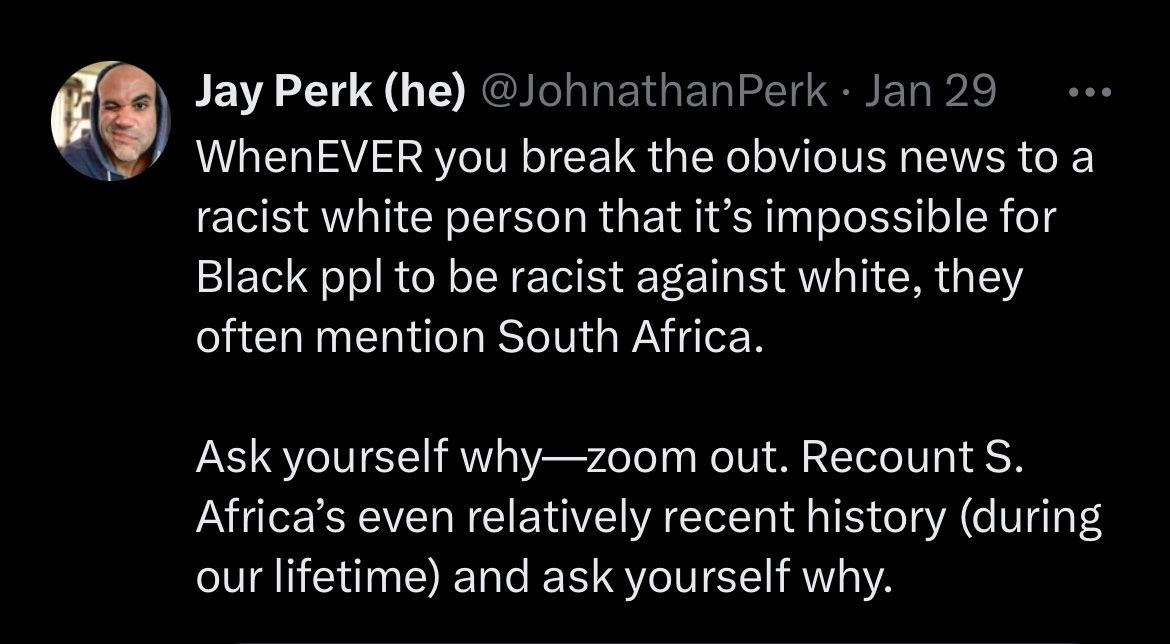 Jay Perk (he) @JohnathanPerk · Jan 29
WhenEVER you break the obvious news to a
racist white person that it’s impossible for
Black ppl to be racist against white, they
often mention South Africa.
Ask yourself why—zoom out. Recount S.
Africa’s even relatively recent history (during
our lifetime) and ask yourself why.